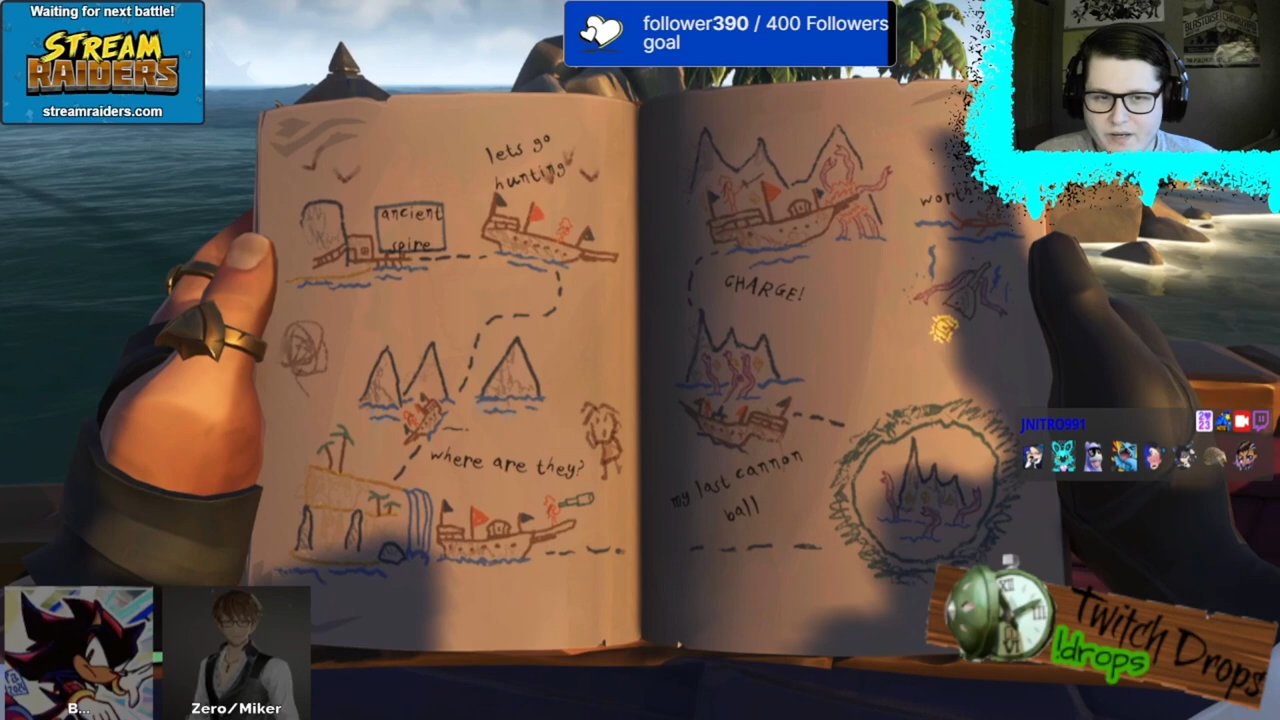 Waiting for next battle!
STREAM
RAIDERS
streamraiders.com
follower390 / 400 Followers
goal
lets go
hunting
ancient
spire
where are they?
CHARGE!
my last cannon
ball
JNITRO991
Twitch Drops
!drops
B...
Zero/Miker